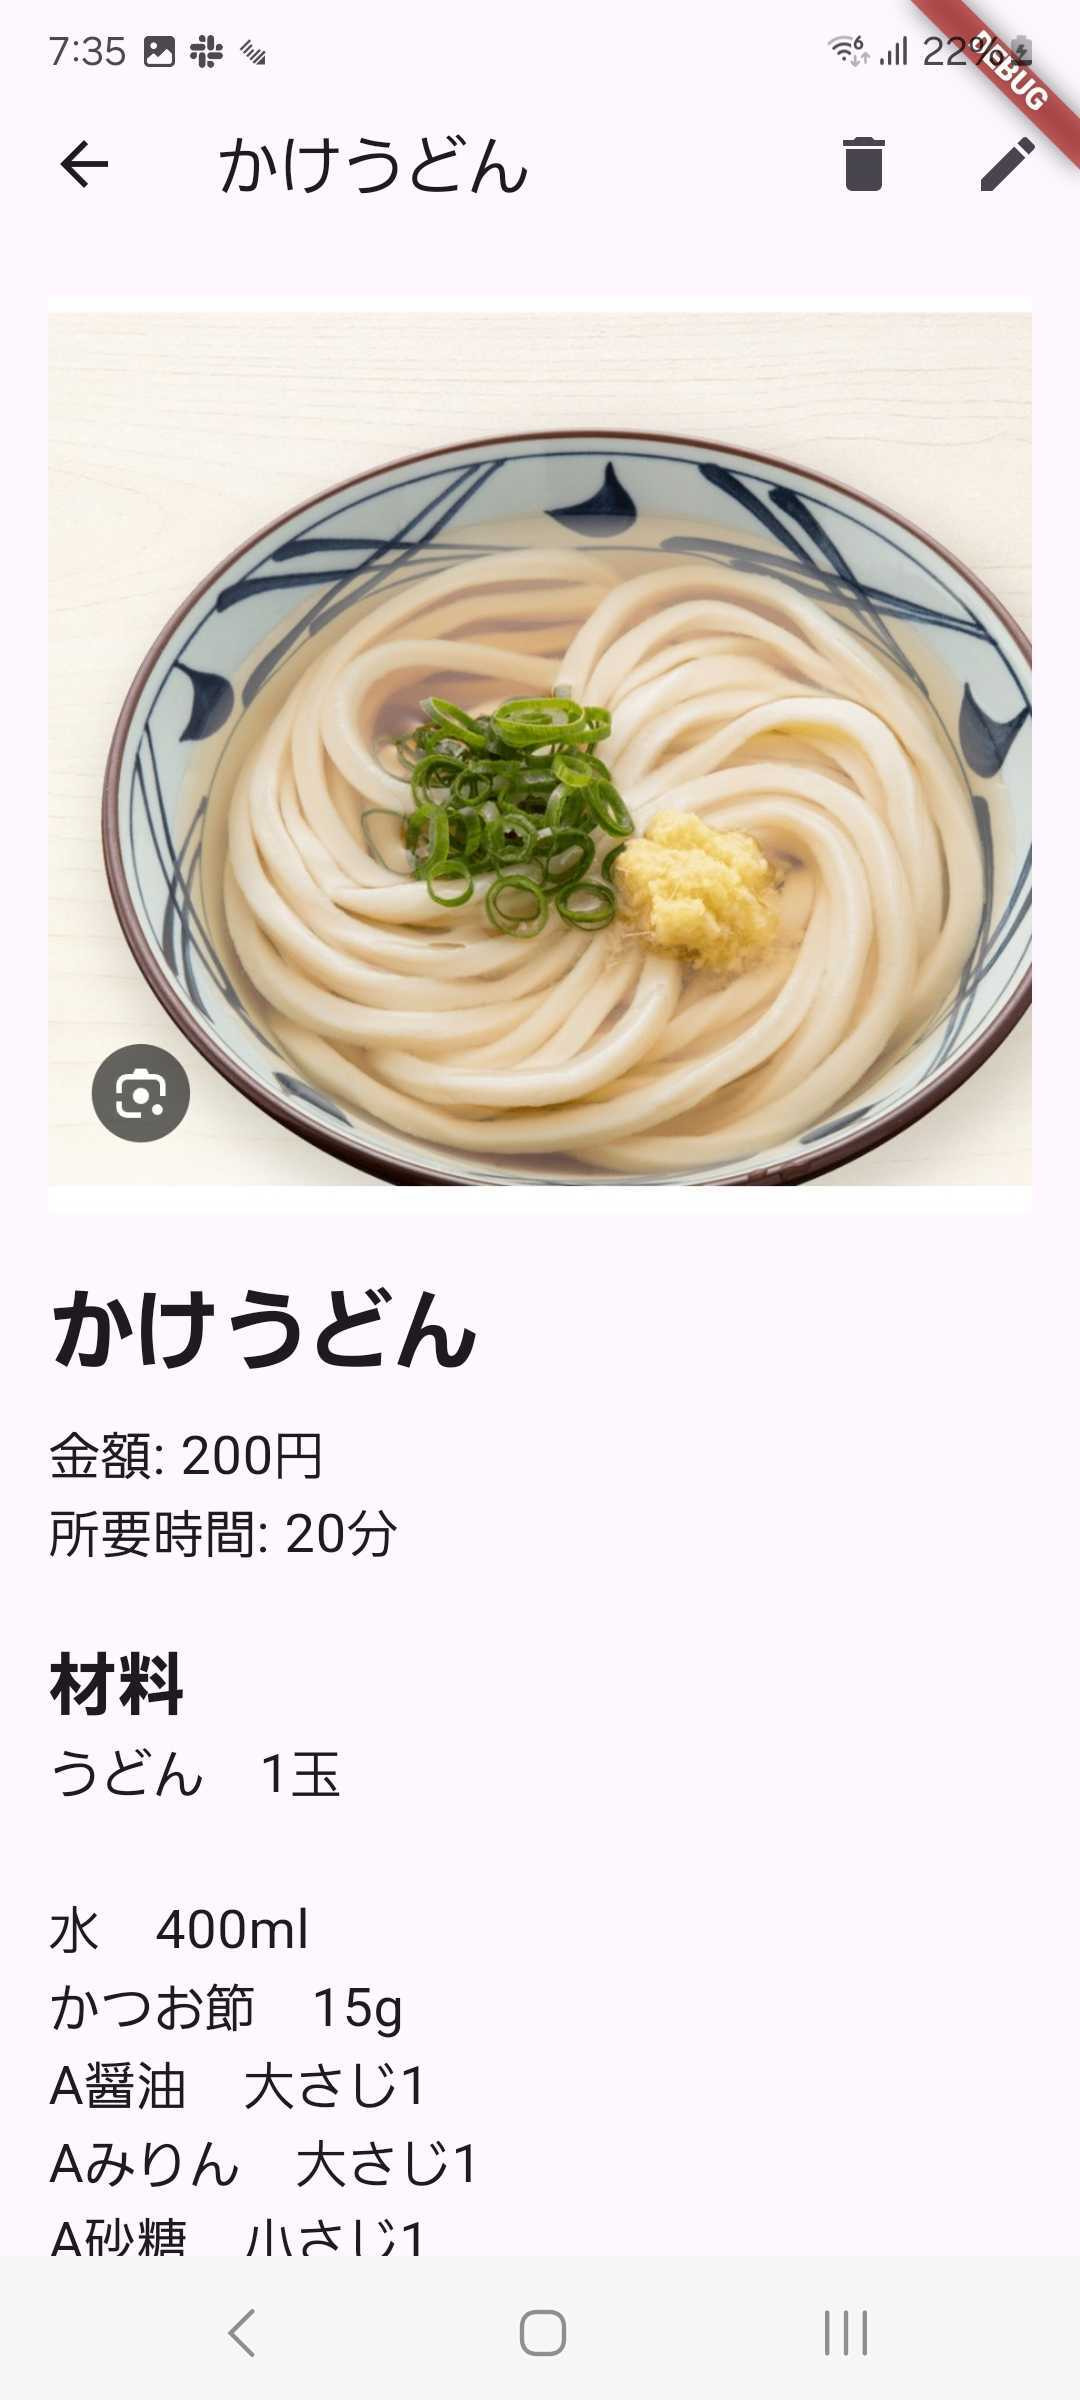 7:35
22%
DEBUG
かけうどん
かけうどん
金額: 200円
所要時間: 20分
材料
うどん　1玉
水　400ml
かつお節　15g
A醤油　大さじ1
Aみりん　大さじ1
A砂糖　小さじ1